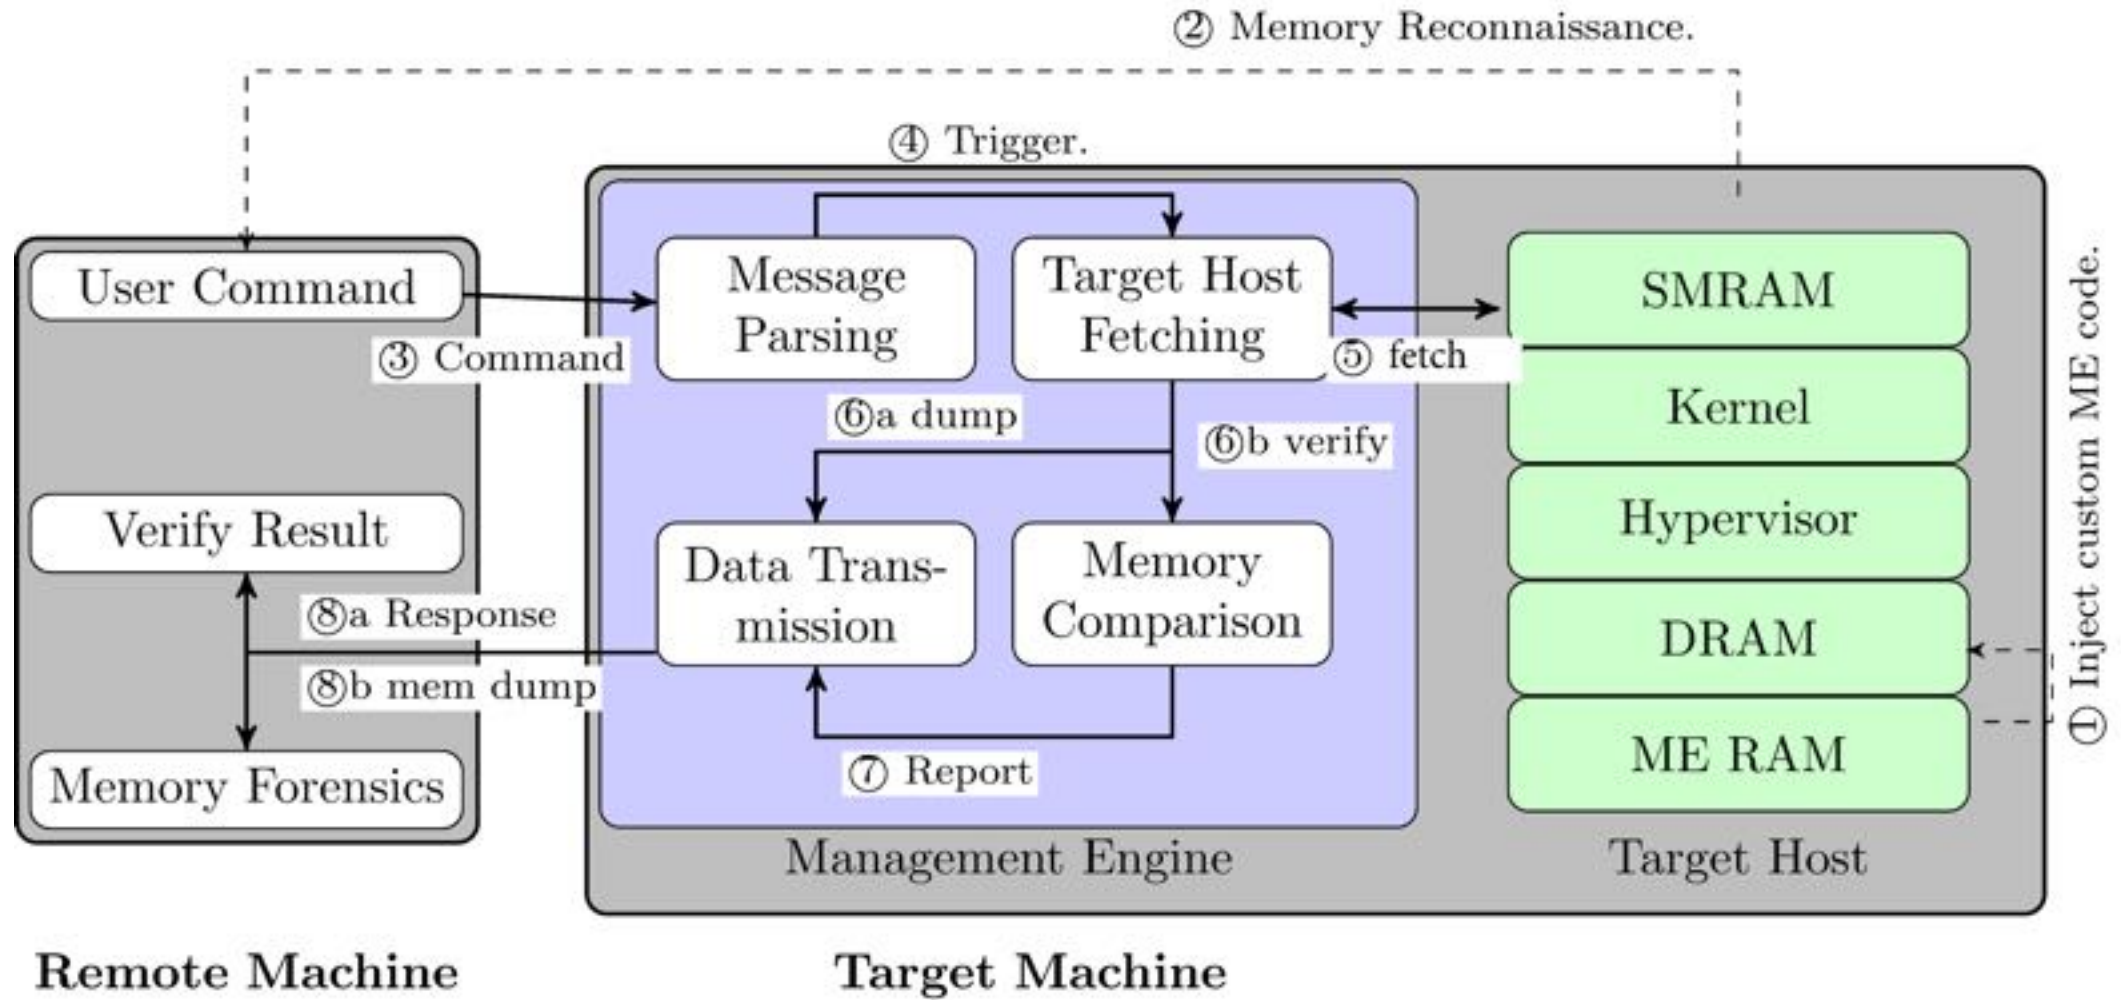 ② Memory Reconnaissance.
④ Trigger.
User Command
③ Command
Verify Result
⑧a Response
⑧b mem dump
Memory Forensics
Message
Parsing
Target Host
Fetching
⑤ fetch
⑥a dump
⑥b verify
Data Trans-
mission
Memory
Comparison
⑦ Report
Management Engine
SMRAM
Kernel
Hypervisor
DRAM
ME RAM
Target Host
① Inject custom ME code.
Remote Machine
Target Machine